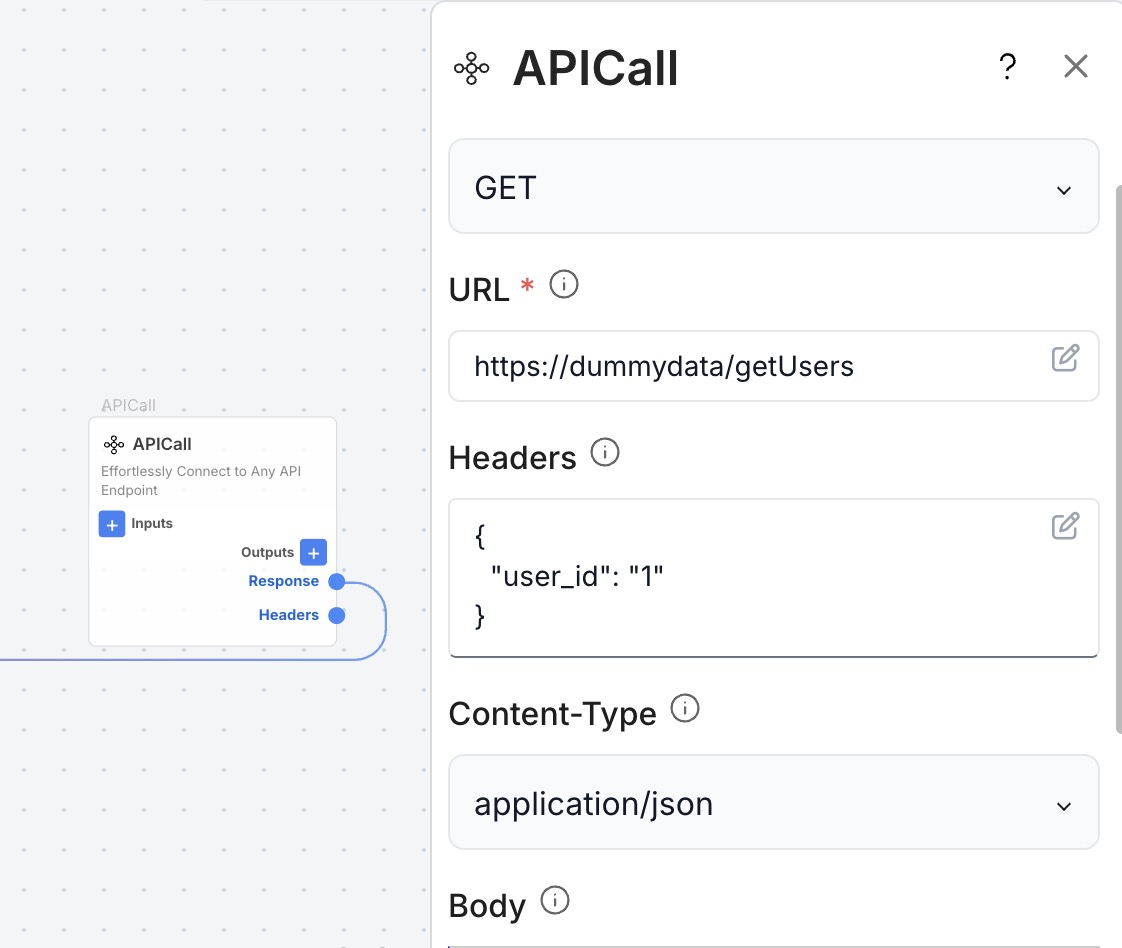 APICall
?
GET
URL *
https://dummydata/getUsers
Headers
{
"user_id": "1"
}
Content-Type
application/json
Body
APICall
APICall
Effortlessly Connect to Any API
Endpoint
+ Inputs
Outputs +
Response
Headers